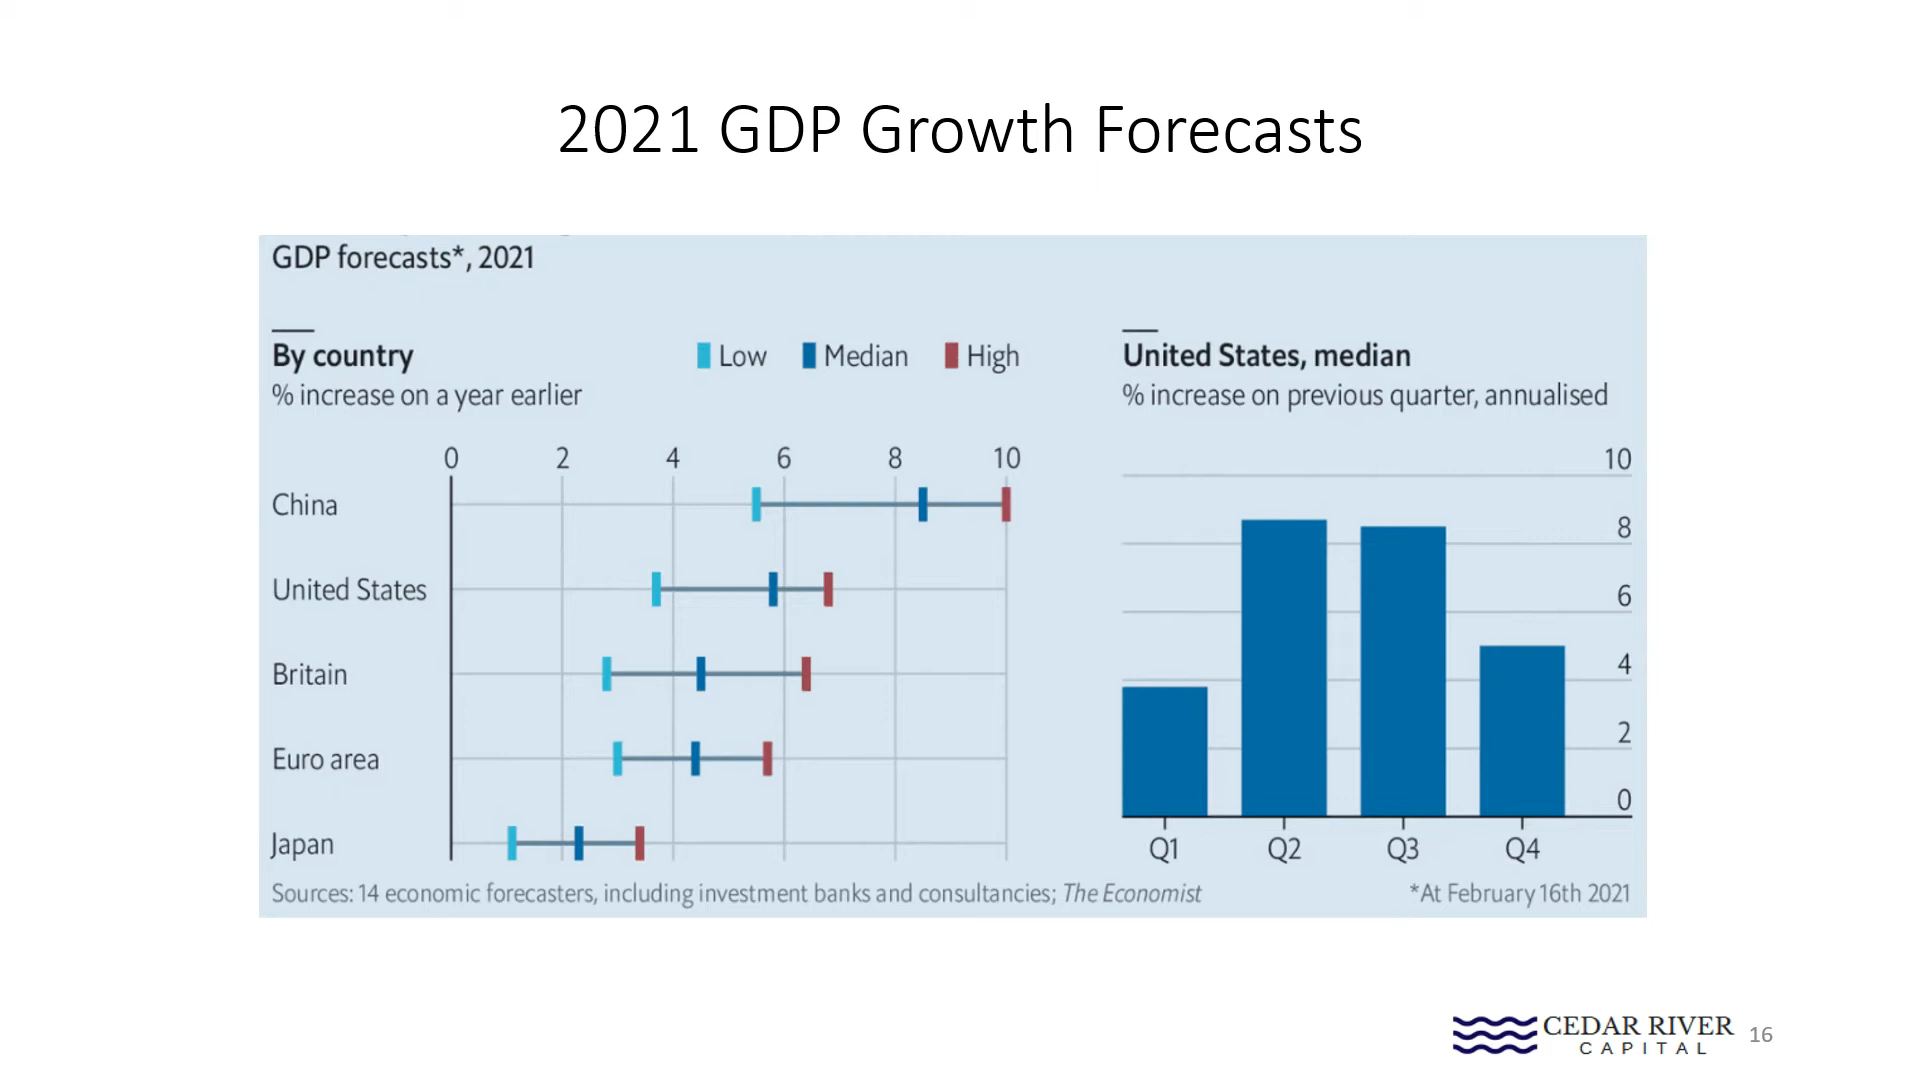 2021 GDP Growth Forecasts
GDP forecasts*, 2021
By country
% increase on a year earlier
Low Median High
0 2 4 6 8 10
China
United States
Britain
Euro area
Japan
United States, median
% increase on previous quarter, annualised
10
8
6
4
2
0
Q1 Q2 Q3 Q4
Sources: 14 economic forecasters, including investment banks and consultancies; The Economist
*At February 16th 2021
CEDAR RIVER
CAPITAL
16